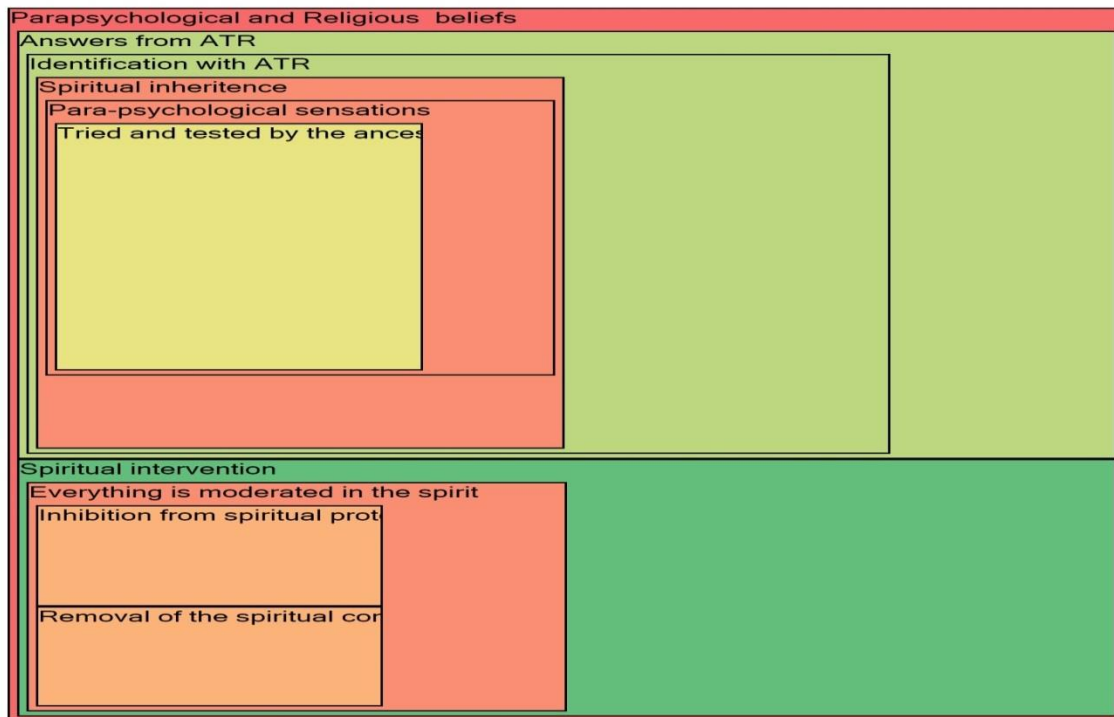 Parapsychological and Religious  beliefs
Answers from ATR
Identification with ATR
Spiritual inheritence
Para-psychological sensations
Tried and tested by the ances
Spiritual intervention
Everything is moderated in the spirit
Inhibition from spiritual prot
Removal of the spiritual cor